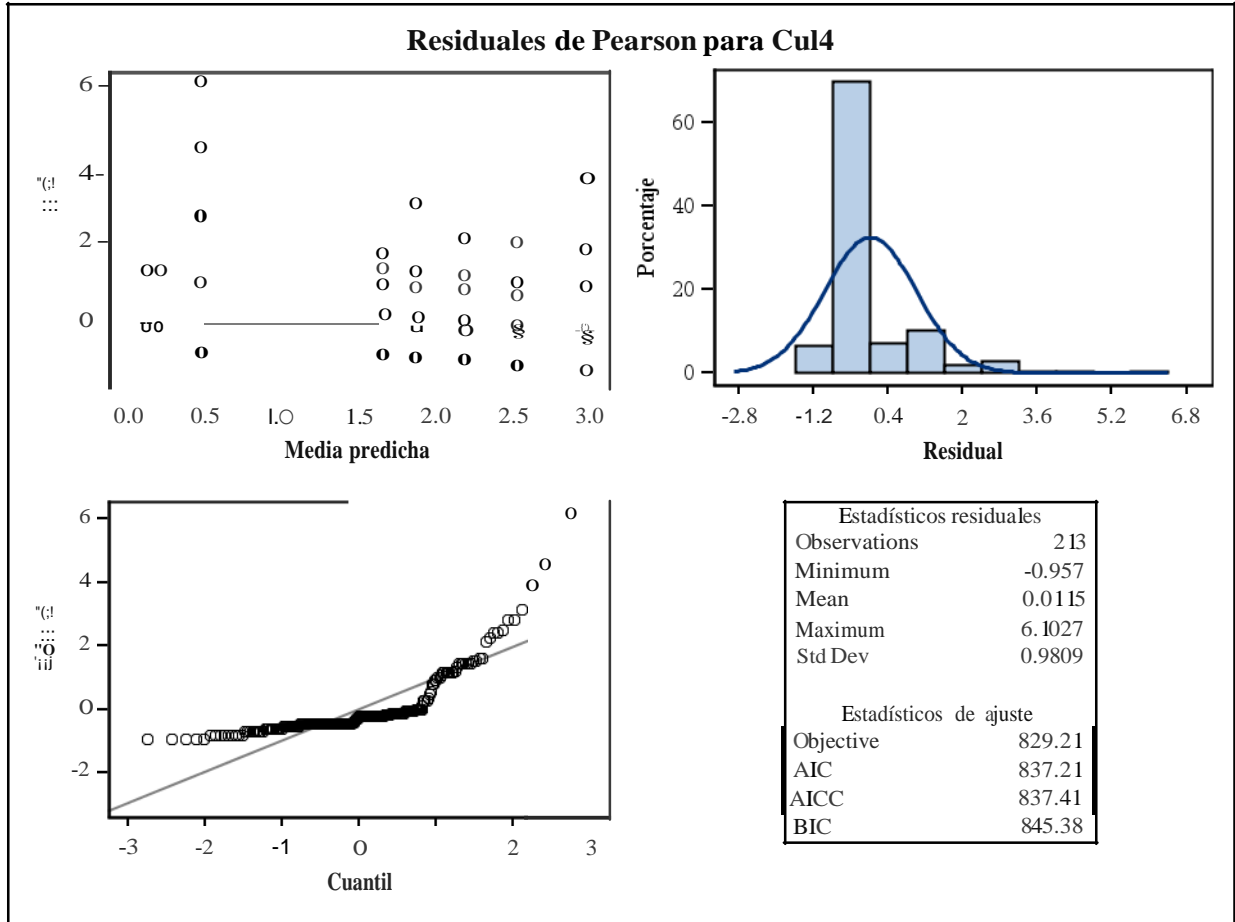 Residuales de Pearson para Cul4
6
4-
2
0
0.0 0.5 1.0 1.5 2.0 2.5 3.0
Media predicha
60
40
20
0
Porcentaje
-2.8 -1.2 0.4 2 3.6 5.2 6.8
Residual
6
4
2
0
-2
-3 -2 -1 0 2 3
Cuantil
Estadísticos residuales
Observations 213
Minimum -0.957
Mean 0.0115
Maximum 6.1027
Std Dev 0.9809
Estadísticos de ajuste
Objective 829.21
AIC 837.21
AICC 837.41
BIC 845.38